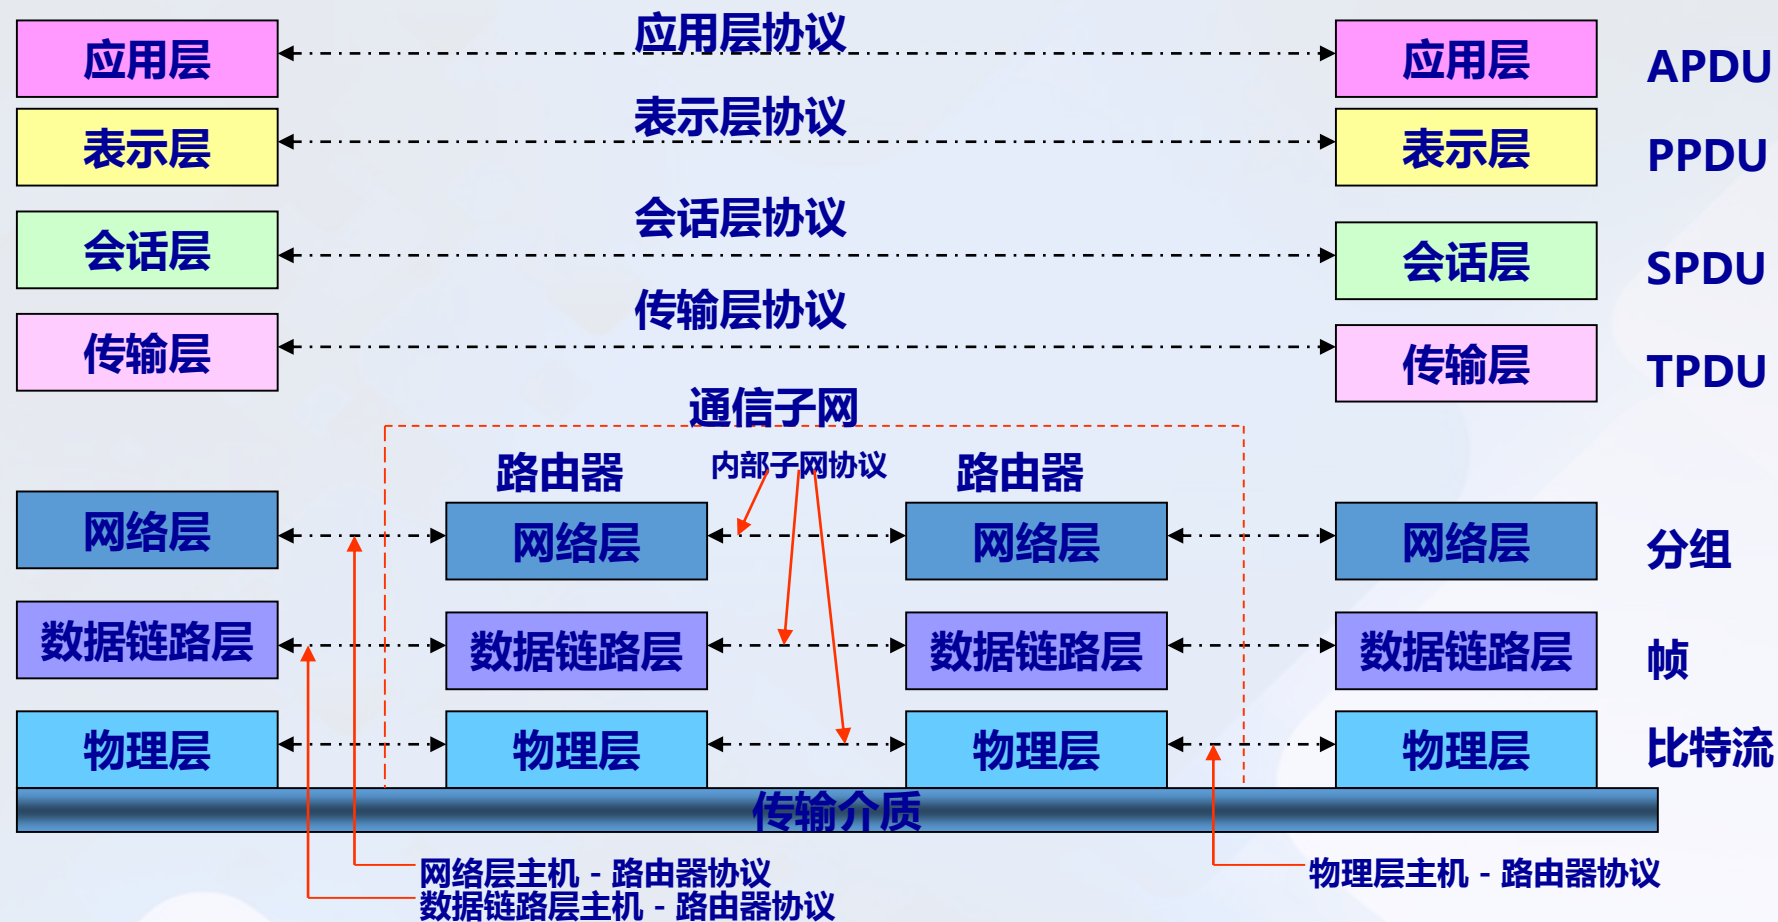 应用层
应用层协议
应用层
APDU
表示层
表示层协议
表示层
PPDU
会话层
会话层协议
会话层
SPDU
传输层
传输层协议
传输层
TPDU
通信子网
路由器
内部子网协议
路由器
网络层
网络层
网络层
网络层
分组
数据链路层
数据链路层
数据链路层
数据链路层
帧
物理层
物理层
物理层
物理层
比特流
传输介质
网络层主机 - 路由器协议
物理层主机 - 路由器协议
数据链路层主机 - 路由器协议